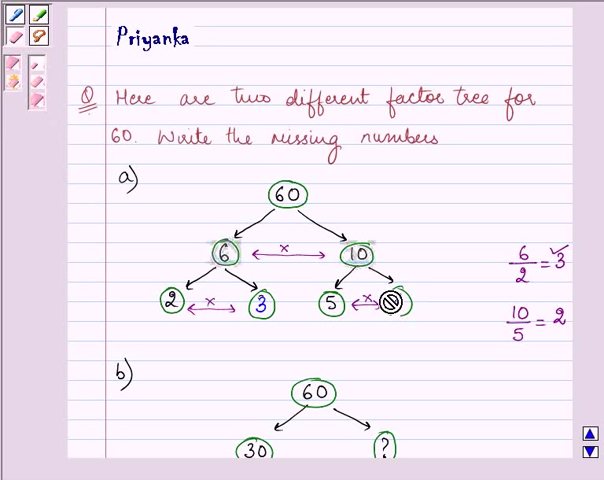 Priyanka
Q Here are two different factor tree for
60. Write the missing numbers
a)
60
6 x 10
2 x 3 5 x
6/2 = 3
10/5 = 2
b)
60
30 ?